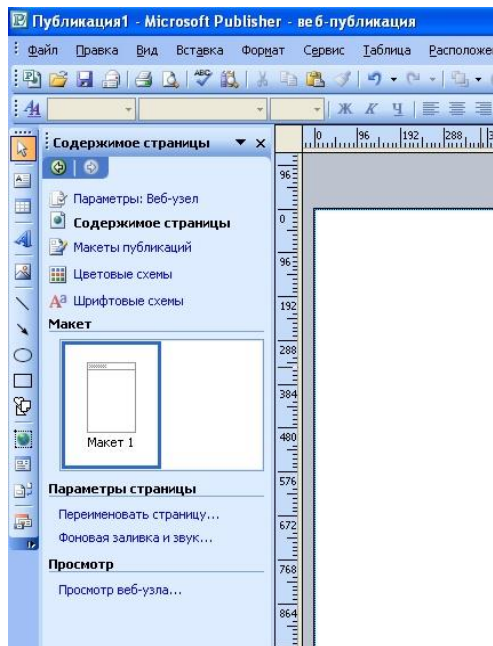 Публикация1 - Microsoft Publisher - веб-публикация
Файл Правка Вид Вставка Формат Сервис Таблица Расположе
Ж К Ч
Содержимое страницы
Параметры: Веб-узел
Содержимое страницы
Макеты публикаций
Цветовые схемы
Шрифтовые схемы
Макет
Макет 1
Параметры страницы
Переименовать страницу...
Фоновая заливка и звук...
Просмотр
Просмотр веб-узла...
0 96 192 288
96
0
96
192
288
384
480
576
672
768
864